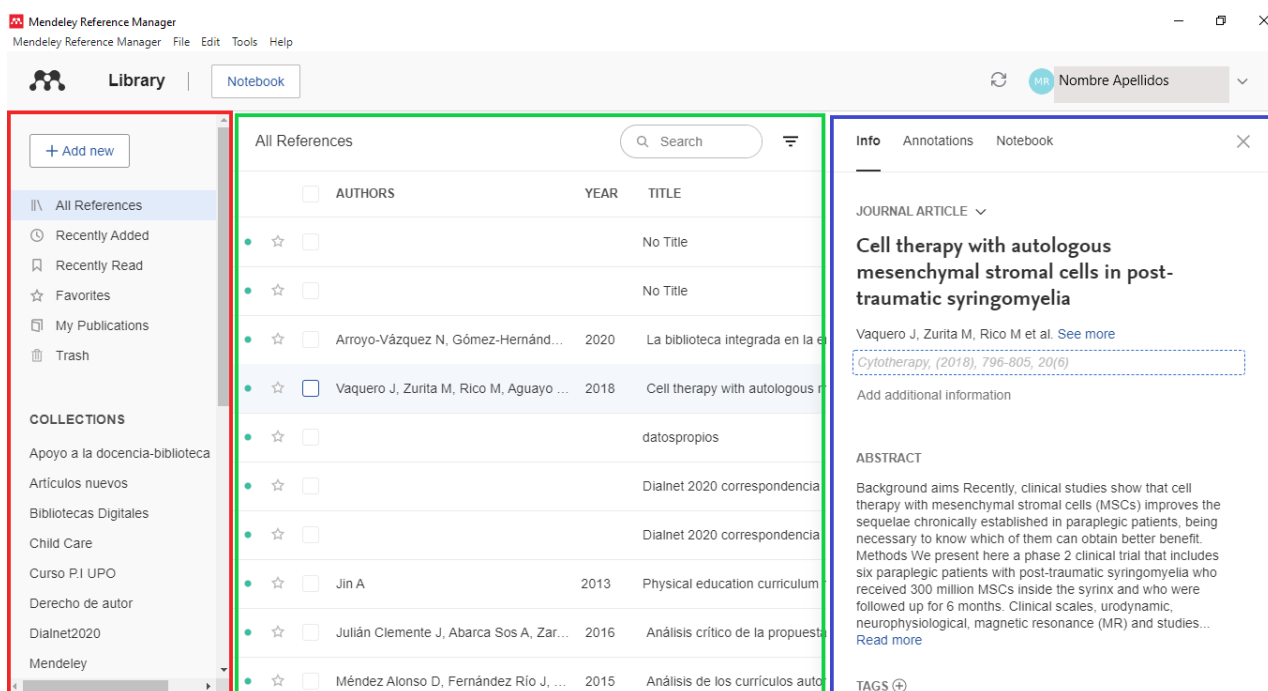 Mendeley Reference Manager
Mendeley Reference Manager File Edit Tools Help
Library
Notebook
MR
Nombre Apellidos
+ Add new
All References
Recently Added
Recently Read
Favorites
My Publications
Trash
COLLECTIONS
Apoyo a la docencia-biblioteca
Artículos nuevos
Bibliotecas Digitales
Child Care
Curso P.I UPO
Derecho de autor
Dialnet2020
Mendeley
All References
Search
AUTHORS YEAR TITLE
No Title
No Title
Arroyo-Vázquez N, Gómez-Hernánd... 2020 La biblioteca integrada en la
Vaquero J, Zurita M, Rico M, Aguayo ... 2018 Cell therapy with autologous
datospropios
Dialnet 2020 correspondencia
Dialnet 2020 correspondencia
Jin A 2013 Physical education curriculum
Julián Clemente J, Abarca Sos A, Zar... 2016 Análisis crítico de la propuesta
Méndez Alonso D, Fernández Río J, ... 2015 Análisis de los currículos
Info Annotations Notebook
JOURNAL ARTICLE
Cell therapy with autologous
mesenchymal stromal cells in post-
traumatic syringomyelia
Vaquero J, Zurita M, Rico M et al. See more
Cytotherapy, (2018), 796-805, 20(6)
Add additional information
ABSTRACT
Background aims Recently, clinical studies show that cell
therapy with mesenchymal stromal cells (MSCs) improves the
sequelae chronically established in paraplegic patients, being
necessary to know which of them can obtain better benefit.
Methods We present here a phase 2 clinical trial that includes
six paraplegic patients with post-traumatic syringomyelia who
received 300 million MSCs inside the syrinx and who were
followed up for 6 months. Clinical scales, urodynamic,
neurophysiological, magnetic resonance (MR) and studies...
Read more
TAGS